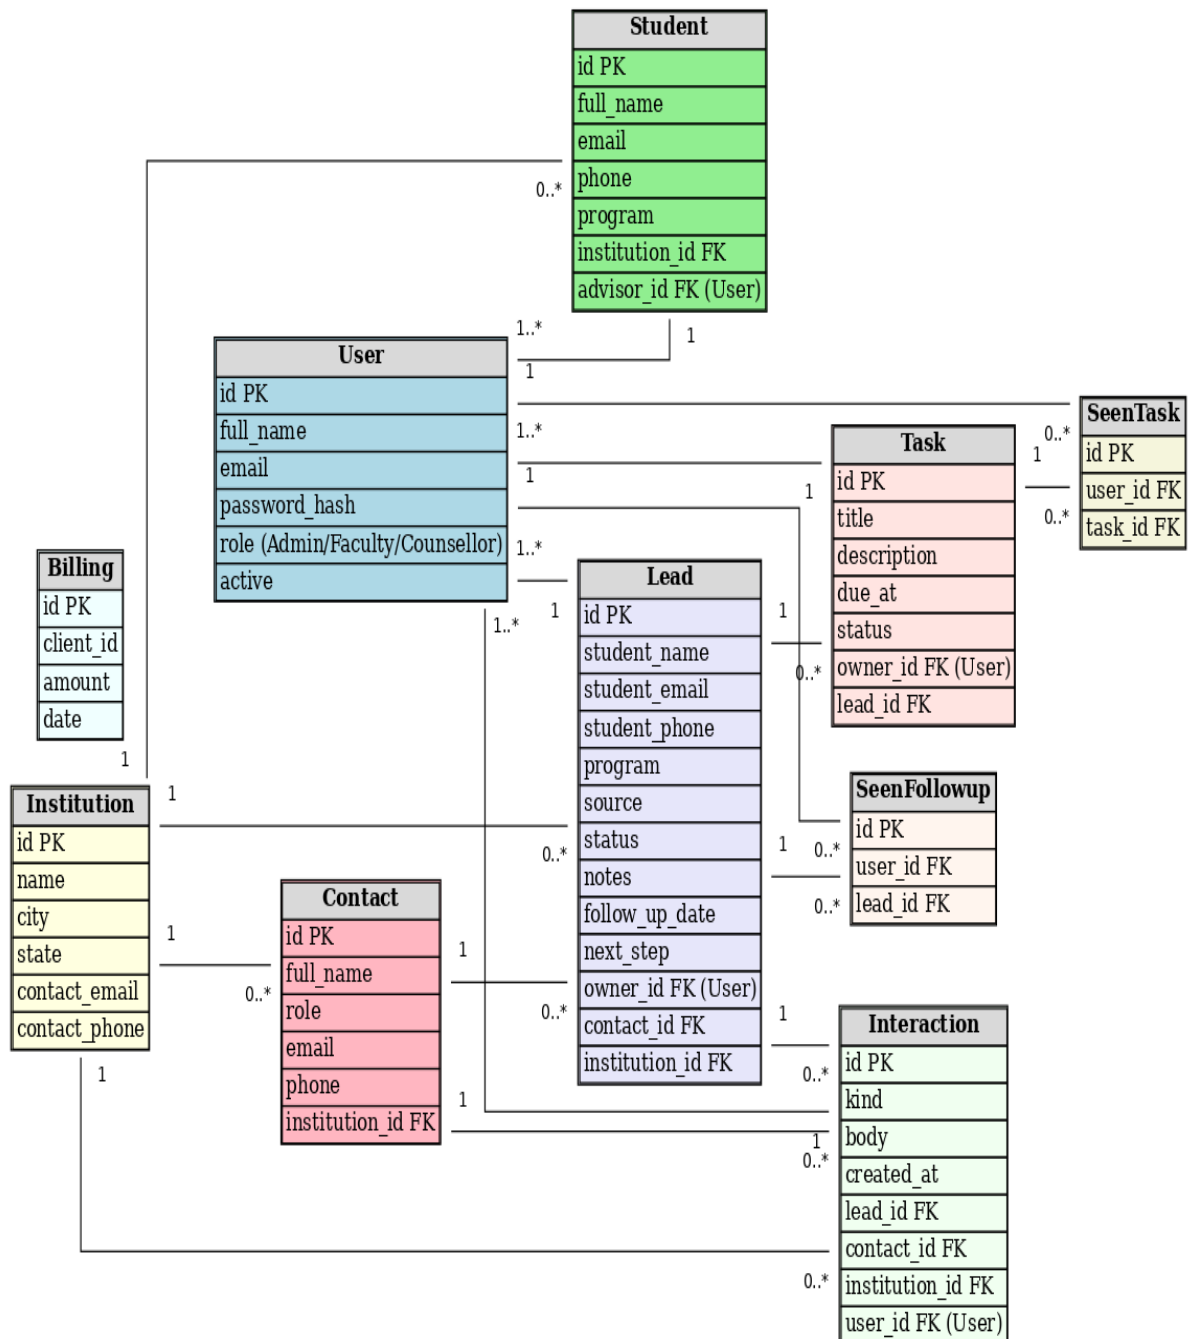 Student
id PK
full_name
email
phone
program
institution_id FK
advisor_id FK (User)
0..*
1..*
1
User
id PK
full_name
email
password_hash
role (Admin/Faculty/Counsellor)
active
1
1..*
1
1..*
1
1..*
SeenTask
id PK
user_id FK
task_id FK
0..*
1
0..*
Task
id PK
title
description
due_at
status
owner_id FK (User)
lead_id FK
1
1
0..*
Billing
id PK
client_id
amount
date
Lead
id PK
student_name
student_email
student_phone
program
source
status
notes
follow_up_date
next_step
owner_id FK (User)
contact_id FK
institution_id FK
SeenFollowup
id PK
user_id FK
lead_id FK
0..*
1
0..*
1
1
0..*
Institution
id PK
name
city
state
contact_email
contact_phone
1
0..*
1
Contact
id PK
full_name
role
email
phone
institution_id FK
1
0..*
1
1
0..*
Interaction
id PK
kind
body
created_at
lead_id FK
contact_id FK
institution_id FK
user_id FK (User)
1
0..*
0..*